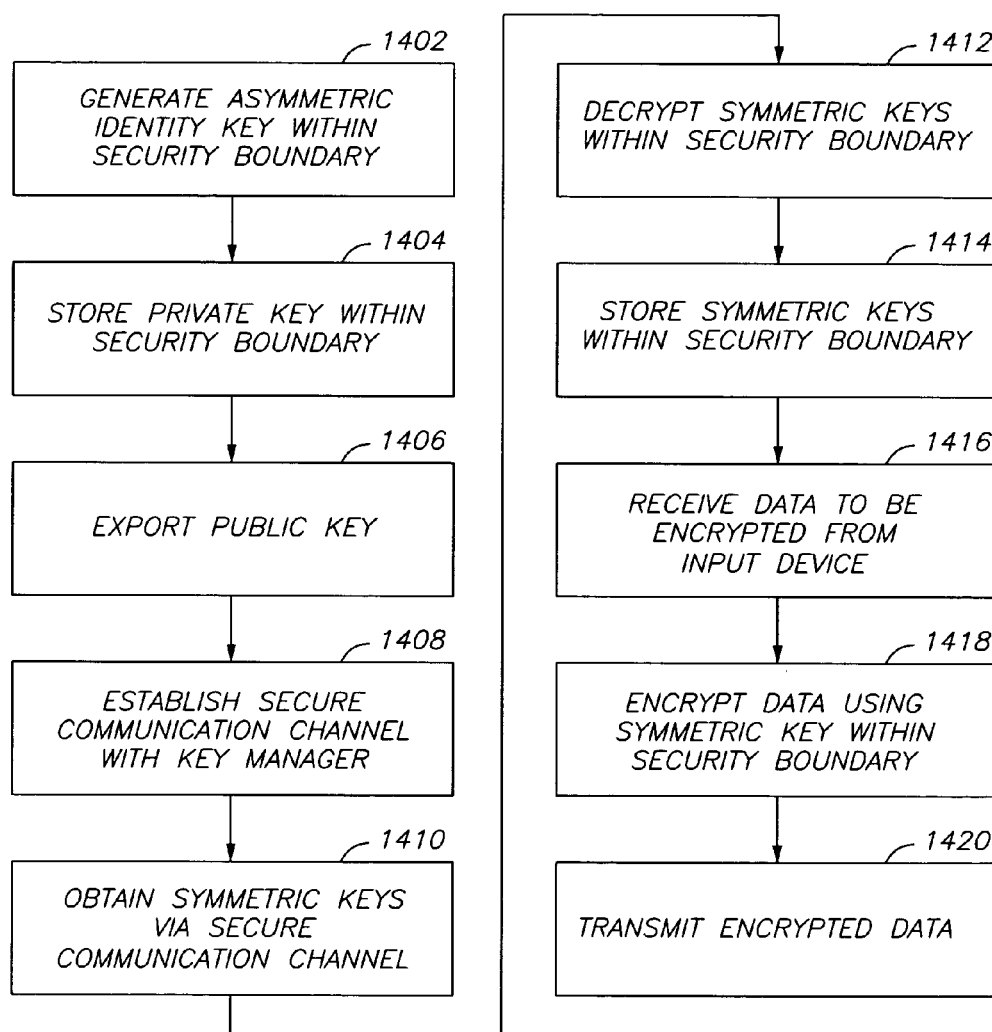 1402
GENERATE ASYMMETRIC
IDENTITY KEY WITHIN
SECURITY BOUNDARY
1404
STORE PRIVATE KEY WITHIN
SECURITY BOUNDARY
1406
EXPORT PUBLIC KEY
1408
ESTABLISH SECURE
COMMUNICATION CHANNEL
WITH KEY MANAGER
1410
OBTAIN SYMMETRIC KEYS
VIA SECURE
COMMUNICATION CHANNEL
1412
DECRYPT SYMMETRIC KEYS
WITHIN SECURITY BOUNDARY
1414
STORE SYMMETRIC KEYS
WITHIN SECURITY BOUNDARY
1416
RECEIVE DATA TO BE
ENCRYPTED FROM
INPUT DEVICE
1418
ENCRYPT DATA USING
SYMMETRIC KEY WITHIN
SECURITY BOUNDARY
1420
TRANSMIT ENCRYPTED DATA